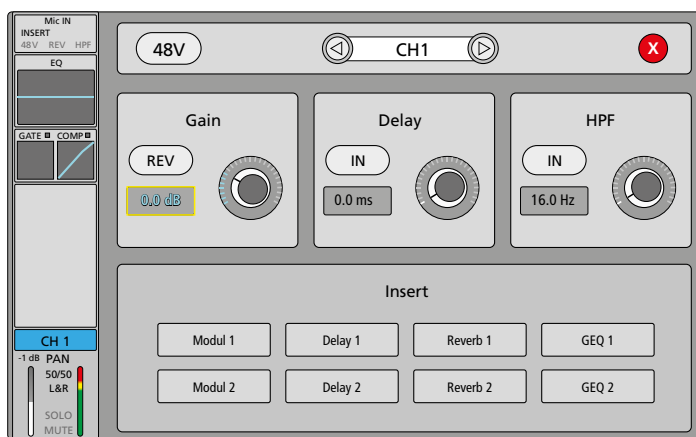 Mic IN
INSERT
48V REV HPF
EQ
GATE COMP
CH 1
-1 dB PAN
50/50
L&R
SOLO
MUTE
48V CH1 X
Gain Delay HPF
REV IN IN
0.0 dB 0.0 ms 16.0 Hz
Insert
Modul 1 Delay 1 Reverb 1 GEQ 1
Modul 2 Delay 2 Reverb 2 GEQ 2